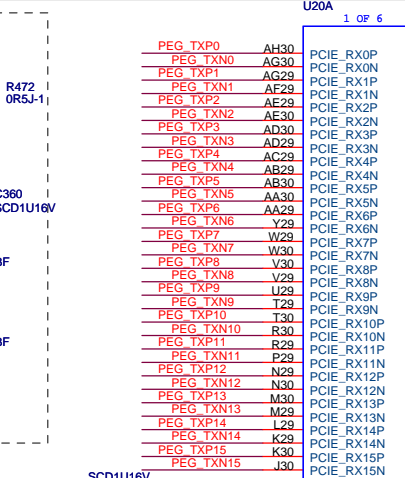 U20A
1 OF 6
R472
0R5J-1
C360
SCD1U16V
3F
3F
PEG_TXP0 AH30 PCIE_RX0P
PEG_TXN0 AG30 PCIE_RX0N
PEG_TXP1 AG29 PCIE_RX1P
PEG_TXN1 AF29 PCIE_RX1N
PEG_TXP2 AE29 PCIE_RX2P
PEG_TXN2 AE30 PCIE_RX2N
PEG_TXP3 AD30 PCIE_RX3P
PEG_TXN3 AD29 PCIE_RX3N
PEG_TXP4 AC29 PCIE_RX4P
PEG_TXN4 AB29 PCIE_RX4N
PEG_TXP5 AB30 PCIE_RX5P
PEG_TXN5 AA30 PCIE_RX5N
PEG_TXP6 AA29 PCIE_RX6P
PEG_TXN6 Y29 PCIE_RX6N
PEG_TXP7 W29 PCIE_RX7P
PEG_TXN7 W30 PCIE_RX7N
PEG_TXP8 V30 PCIE_RX8P
PEG_TXN8 V29 PCIE_RX8N
PEG_TXP9 U29 PCIE_RX9P
PEG_TXN9 T29 PCIE_RX9N
PEG_TXP10 T30 PCIE_RX10P
PEG_TXN10 R30 PCIE_RX10N
PEG_TXP11 R29 PCIE_RX11P
PEG_TXN11 P29 PCIE_RX11N
PEG_TXP12 N29 PCIE_RX12P
PEG_TXN12 N30 PCIE_RX12N
PEG_TXP13 M30 PCIE_RX13P
PEG_TXN13 M29 PCIE_RX13N
PEG_TXP14 L29 PCIE_RX14P
PEG_TXN14 K29 PCIE_RX14N
PEG_TXP15 K30 PCIE_RX15P
PEG_TXN15 J30 PCIE_RX15N
SCD1U16V